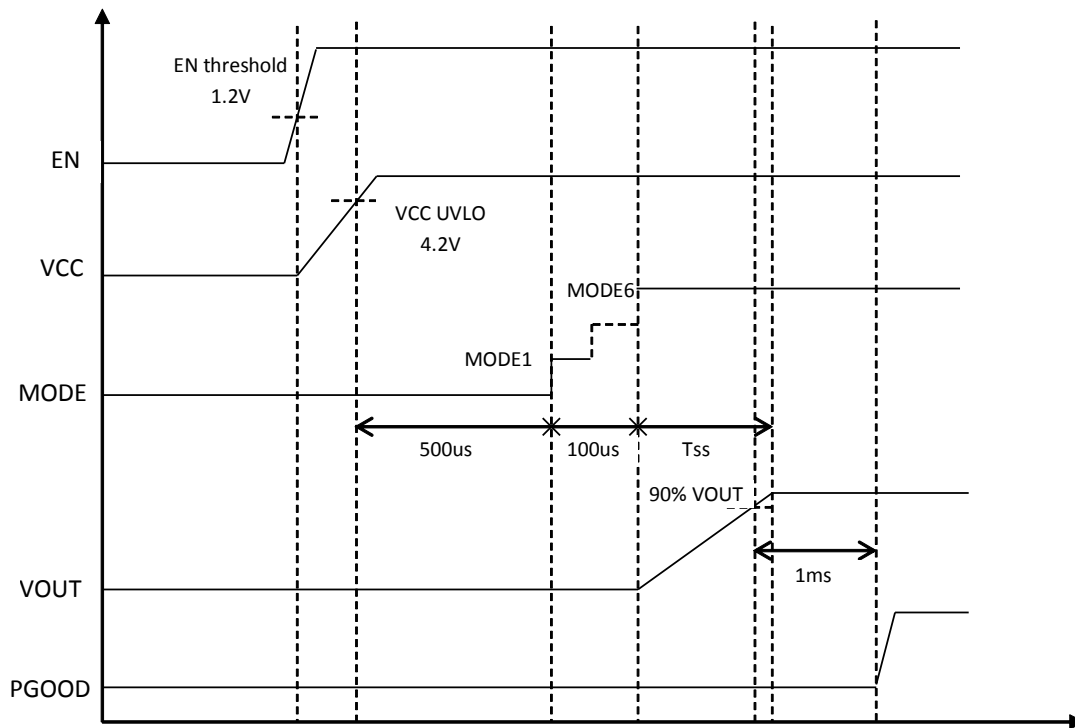 EN threshold
1.2V
EN
VCC UVLO
4.2V
VCC
MODE6
MODE1
MODE
500us
100us
Tss
90% VOUT
1ms
VOUT
PGOOD